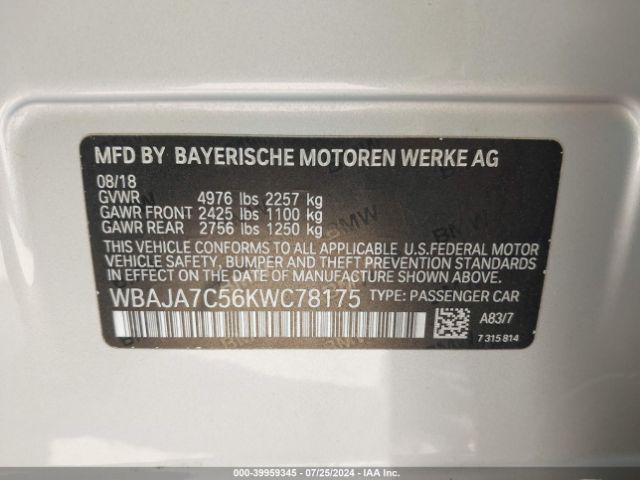 MFD BY BAYERISCHE MOTOREN WERKE AG
08/18
GVWR 4976 lbs 2257 kg
GAWR FRONT 2425 lbs 1100 kg
GAWR REAR 2756 lbs 1250 kg
THIS VEHICLE CONFORMS TO ALL APPLICABLE U.S.FEDERAL MOTOR
VEHICLE SAFETY, BUMPER AND THEFT PREVENTION STANDARDS
IN EFFECT ON THE DATE OF MANUFACTURE SHOWN ABOVE.
WBAJA7C56KWC78175 TYPE: PASSENGER CAR
A83/7
7 315 814
000-39959345 - 07/25/2024 - IAA Inc.